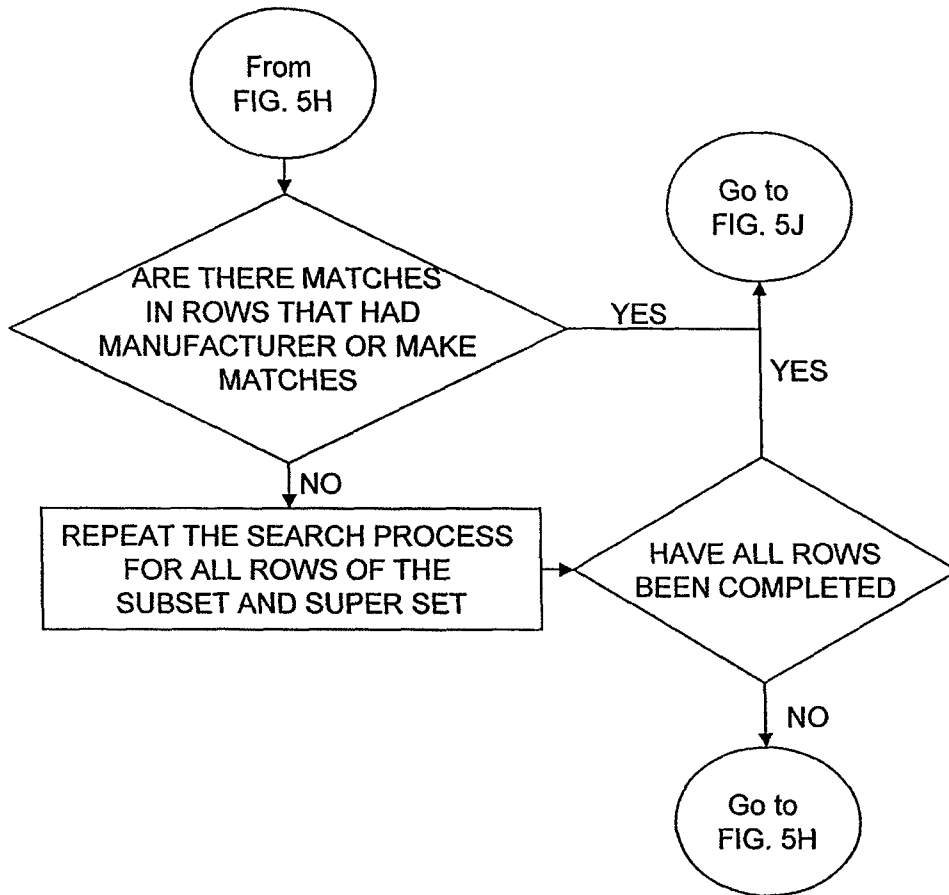 From
FIG. 5H
Go to
FIG. 5J
ARE THERE MATCHES
IN ROWS THAT HAD
MANUFACTURER OR MAKE
MATCHES
YES
YES
NO
REPEAT THE SEARCH PROCESS
FOR ALL ROWS OF THE
SUBSET AND SUPER SET
HAVE ALL ROWS
BEEN COMPLETED
NO
Go to
FIG. 5H